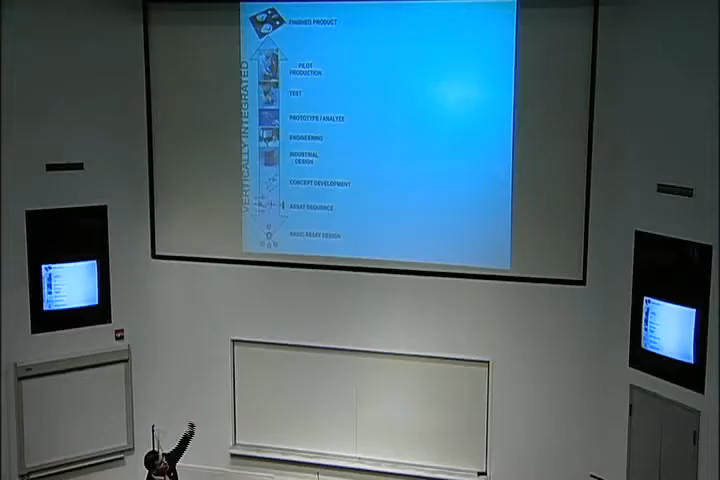 FINISHED PRODUCT
VERTICALLY INTEGRATED
PILOT
PRODUCTION
TEST
PROTOTYPE / ANALYZE
ENGINEERING
INDUSTRIAL
DESIGN
CONCEPT DEVELOPMENT
ASSAY SEQUENCE
BASIC ASSAY DESIGN